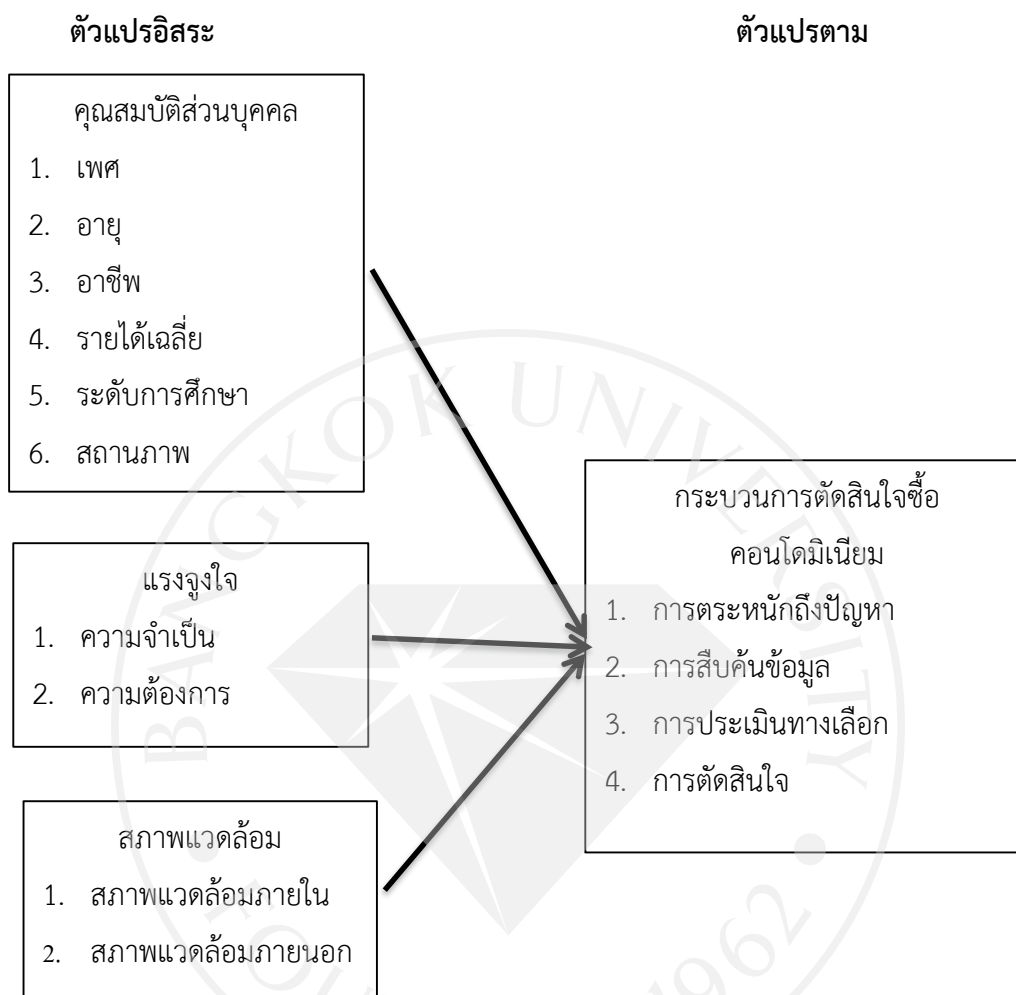 ตัวแปรอิสระ
ตัวแปรตาม
คุณสมบัติส่วนบุคคล
1. เพศ
2. อายุ
3. อาชีพ
4. รายได้เฉลี่ย
5. ระดับการศึกษา
6. สถานภาพ
แรงจูงใจ
1. ความจำเป็น
2. ความต้องการ
สภาพแวดล้อม
1. สภาพแวดล้อมภายใน
2. สภาพแวดล้อมภายนอก
กระบวนการตัดสินใจซื้อ
คอนโดมิเนียม
1. การตระหนักถึงปัญหา
2. การสืบค้นข้อมูล
3. การประเมินทางเลือก
4. การตัดสินใจ
BANGKOK UNIVERSITY
1962